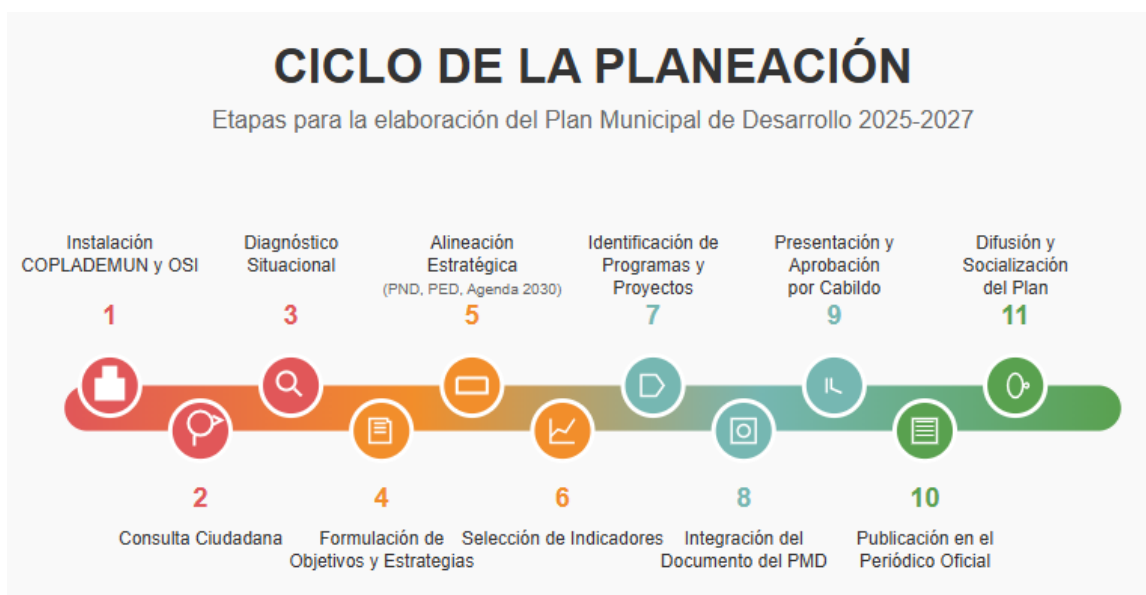 CICLO DE LA PLANEACIÓN
Etapas para la elaboración del Plan Municipal de Desarrollo 2025-2027
Instalación
COPLADEMUN y OSI
1
2
Consulta Ciudadana
Diagnóstico
Situacional
3
4
Formulación de
Objetivos y Estrategias
Alineación
Estratégica
(PND, PED, Agenda 2030)
5
6
Selección de Indicadores
Identificación de
Programas y
Proyectos
7
8
Integración del
Documento del PMD
Presentación y
Aprobación
por Cabildo
9
10
Publicación en el
Periódico Oficial
Difusión y
Socialización
del Plan
11